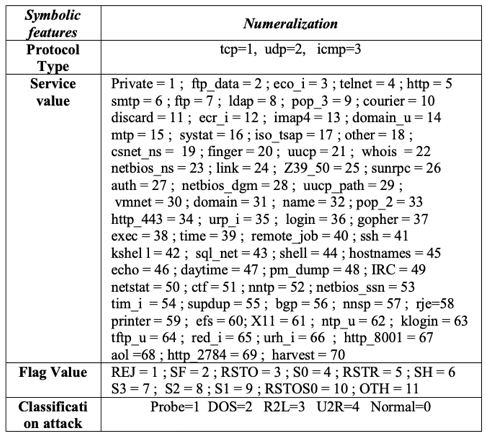 Symbolic features
Numeralization
Protocol Type
tcp=1, udp=2, icmp=3
Service value
Private = 1 ; ftp_data = 2 ; eco_i = 3 ; telnet = 4 ; http = 5
smtp = 6 ; ftp = 7 ; ldap = 8 ; pop_3 = 9 ; courier = 10
discard = 11 ; ecr_i = 12 ; imap4 = 13 ; domain_u = 14
mtp = 15 ; systat = 16 ; iso_tsap = 17 ; other = 18 ;
csnet_ns = 19 ; finger = 20 ; uucp = 21 ; whois = 22
netbios_ns = 23 ; link = 24 ; Z39_50 = 25 ; sunrpc = 26
auth = 27 ; netbios_dgm = 28 ; uucp_path = 29 ;
vmnet = 30 ; domain = 31 ; name = 32 ; pop_2 = 33
http_443 = 34 ; urp_i = 35 ; login = 36 ; gopher = 37
exec = 38 ; time = 39 ; remote_job = 40 ; ssh = 41
kshel l = 42 ; sql_net = 43 ; shell = 44 ; hostnames = 45
echo = 46 ; daytime = 47 ; pm_dump = 48 ; IRC = 49
netstat = 50 ; ctf = 51 ; nntp = 52 ; netbios_ssn = 53
tim_i = 54 ; supdup = 55 ; bgp = 56 ; nnsp = 57 ; rje=58
printer = 59 ; efs = 60; X11 = 61 ; ntp_u = 62 ; klogin = 63
tftp_u = 64 ; red_i = 65 ; urh_i = 66 ; http_8001 = 67
aol =68 ; http_2784 = 69 ; harvest = 70
Flag Value
REJ = 1 ; SF = 2 ; RSTO = 3 ; S0 = 4 ; RSTR = 5 ; SH = 6
S3 = 7 ; S2 = 8 ; S1 = 9 ; RSTOS0 = 10 ; OTH = 11
Classificati on attack
Probe=1 DOS=2 R2L=3 U2R=4 Normal=0